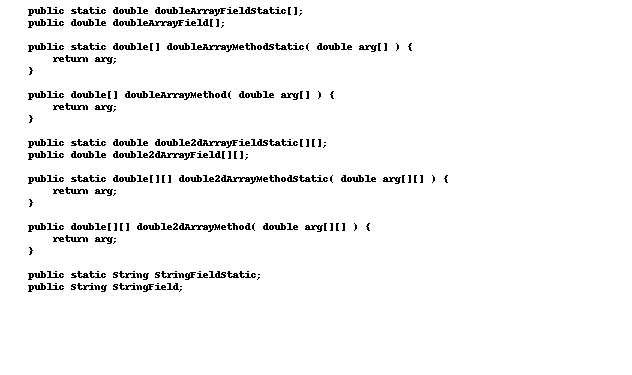 public static double doubleArrayFieldStatic[];
public double doubleArrayField[];
public static double[] doubleArrayMethodStatic( double arg[] ) {
return arg;
}
public double[] doubleArrayMethod( double arg[] ) {
return arg;
}
public static double double2dArrayFieldStatic[][];
public double double2dArrayField[][];
public static double[][] double2dArrayMethodStatic( double arg[][] ) {
return arg;
}
public double[][] double2dArrayMethod( double arg[][] ) {
return arg;
}
public static String StringFieldStatic;
public String StringField;